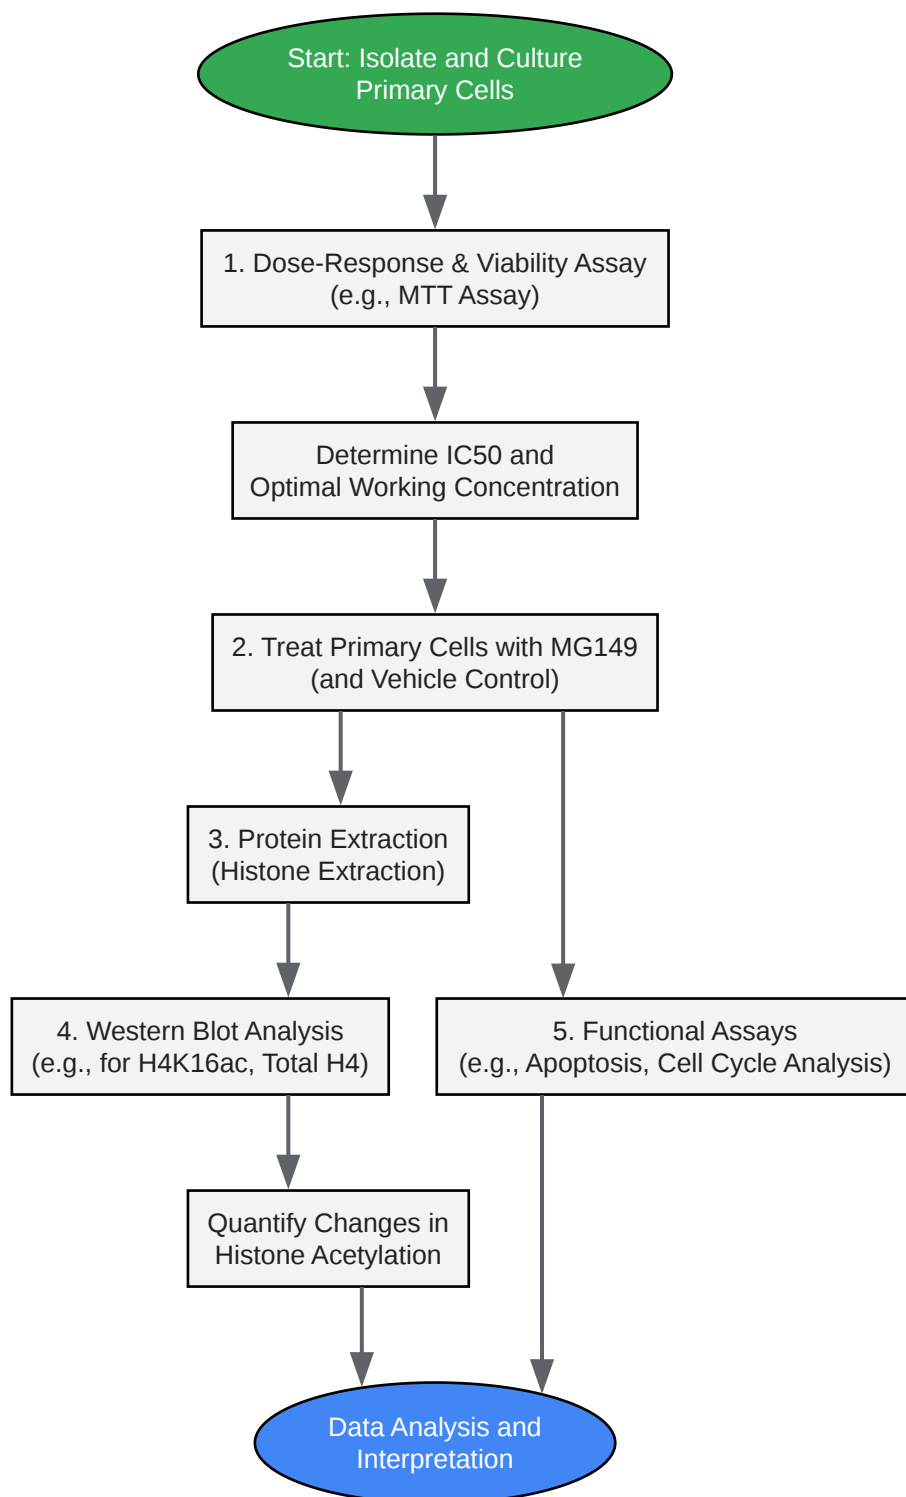 Start: Isolate and Culture
Primary Cells
1. Dose-Response & Viability Assay
(e.g., MTT Assay)
Determine IC50 and
Optimal Working Concentration
2. Treat Primary Cells with MG149
(and Vehicle Control)
3. Protein Extraction
(Histone Extraction)
4. Western Blot Analysis
(e.g., for H4K16ac, Total H4)
5. Functional Assays
(e.g., Apoptosis, Cell Cycle Analysis)
Quantify Changes in
Histone Acetylation
Data Analysis and
Interpretation